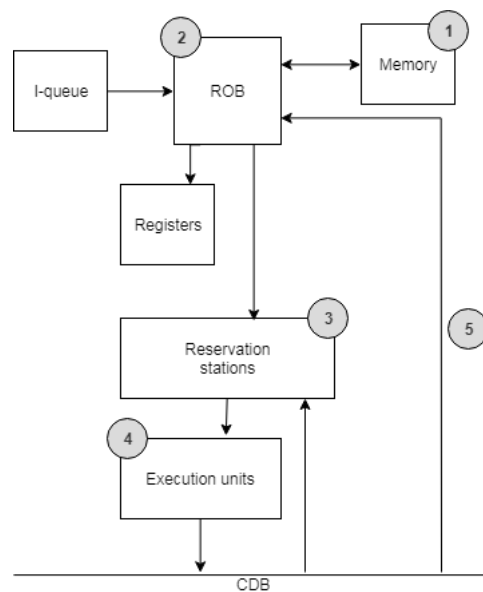 2
1
I-queue
ROB
Memory
Registers
3
5
Reservation
stations
4
Execution units
CDB